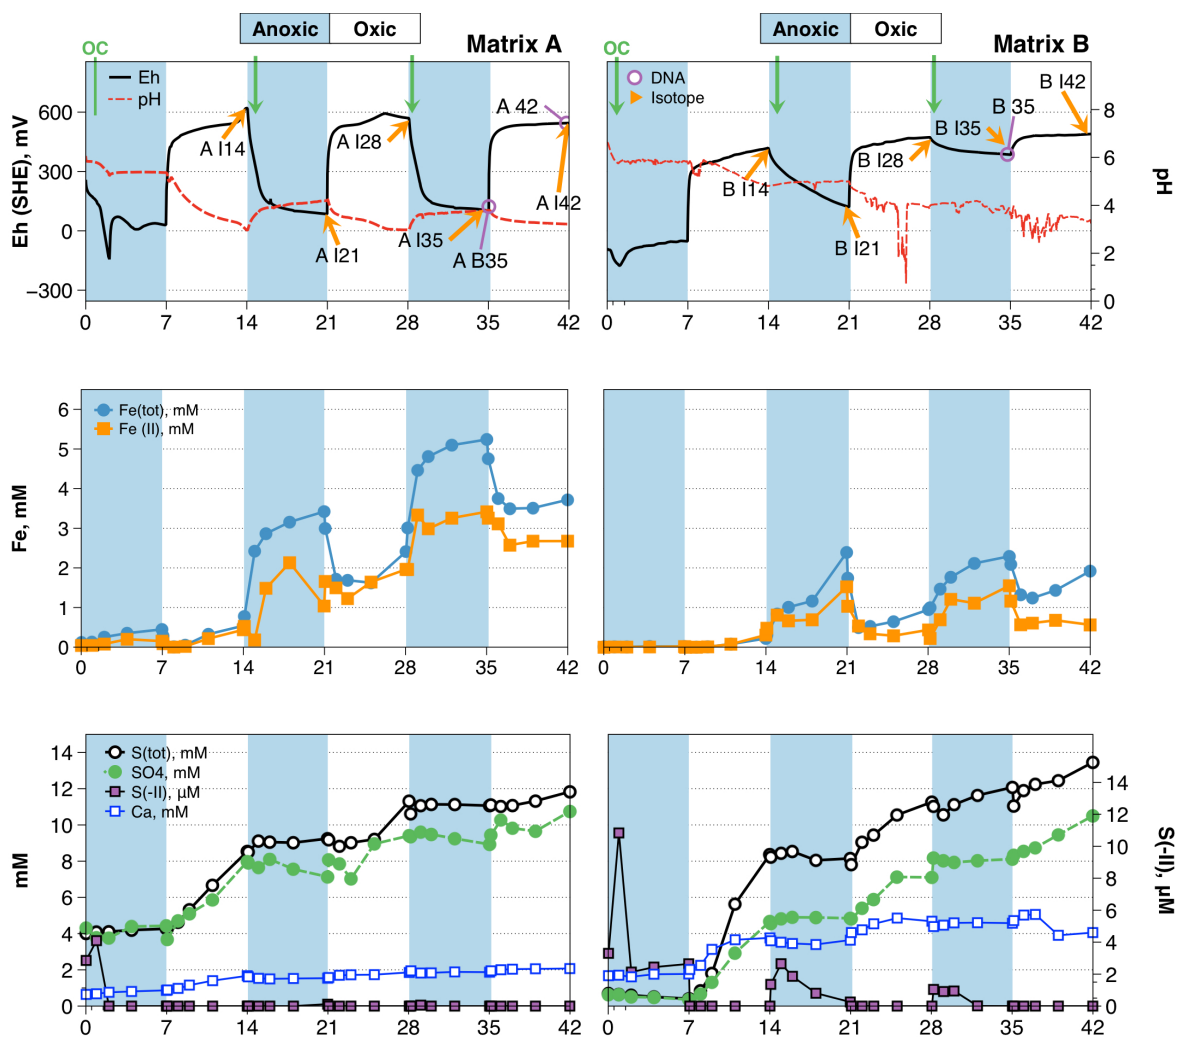 Anoxic Oxic Anoxic Oxic
OC Matrix A OC Matrix B
Eh
pH
DNA
Isotope
A I14
A I28
A 42
A I42
A I35
A I21
A B35
B I14
B I28
B I35
B 35
B I42
B I21
Eh (SHE), mV
600
300
0
−300
pH
8
6
4
2
0
0 7 14 21 28 35 42
0 7 14 21 28 35 42
Fe(tot), mM
Fe (II), mM
Fe, mM
6
5
4
3
2
1
0
0 7 14 21 28 35 42
0 7 14 21 28 35 42
S(tot), mM
SO4, mM
S(-II), µM
Ca, mM
mM
14
12
10
8
6
4
2
0
S(-II), µM
14
12
10
8
6
4
2
0
0 7 14 21 28 35 42
0 7 14 21 28 35 42